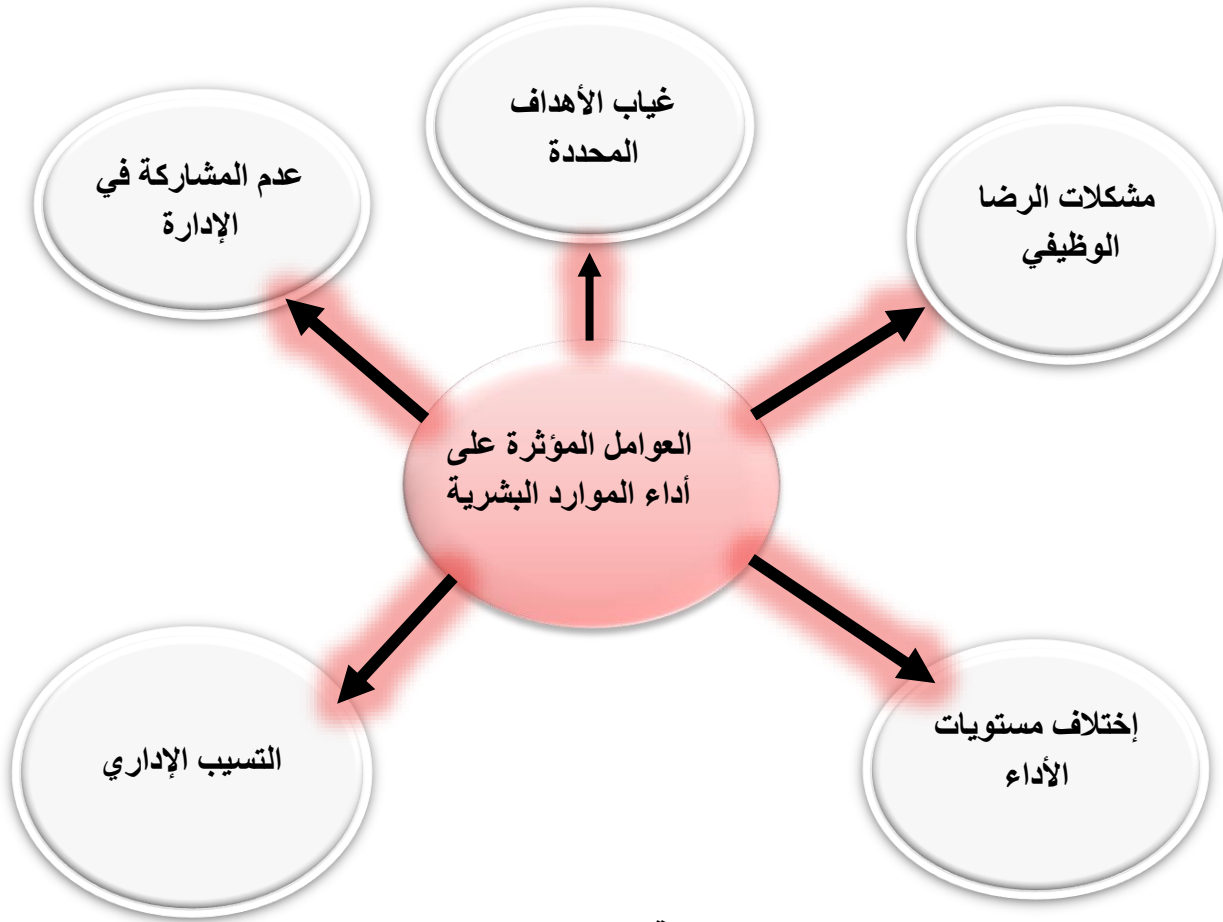 غياب الأهداف
المحددة
مشكلات الرضا
الوظيفي
عدم المشاركة في
الإدارة
العوامل المؤثرة على
أداء الموارد البشرية
إختلاف مستويات
الأداء
التسيب الإداري